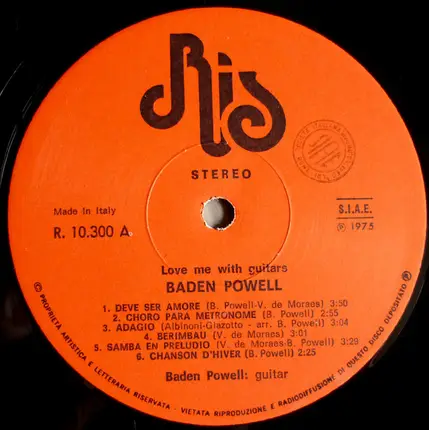 Ris
STEREO
Made in Italy
R. 10.300 A
S.I.A.E.
℗ 1975
Love me with guitars
BADEN POWELL
1. DEVE SER AMORE (B. Powell-V. de Moraes) 3:50
2. CHORO PARA METRONOME (B. Powell) 2:55
3. ADAGIO (Albinoni-Giazotto - arr. B. Powell) 3:04
4. BERIMBAU (V. de Moraes) 3:01
5. SAMBA EN PRELUDIO (V. de Moraes-B. Powell) 3:29
6. CHANSON D'HIVER (B. Powell) 2:25
Baden Powell: guitar
© PROPRIETA ARTISTICA E LETTERARIA RISERVATA - VIETATA RIPRODUZIONE E RADIODIFFUSIONE DI QUESTO DISCO DEPOSITATO ℗